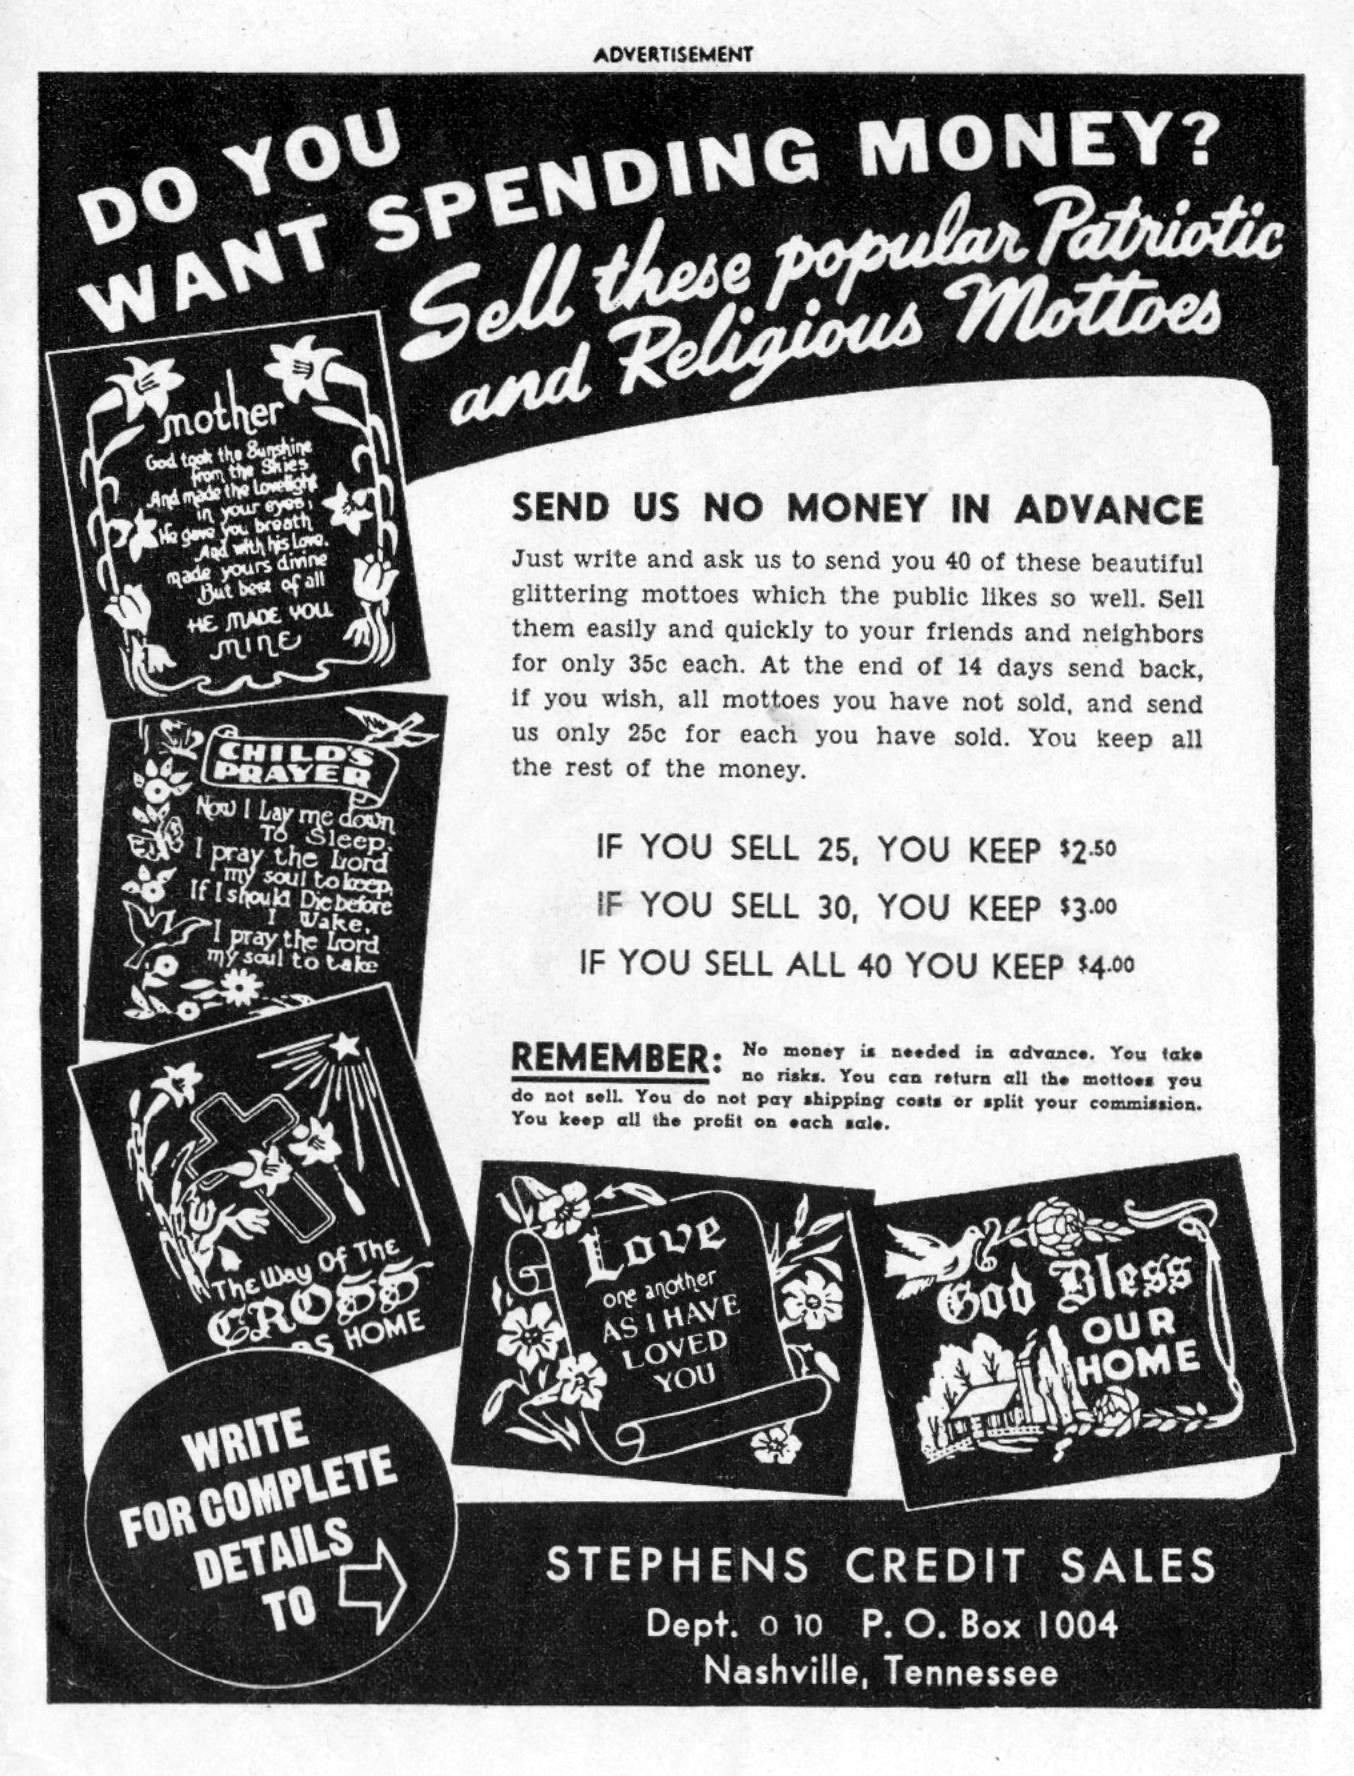 ADVERTISEMENT
DO YOU
WANT SPENDING MONEY?
Sell these popular Patriotic
and Religious Mottoes
mother
God took the Sunshine
from the Skies
And made the Lovelight
in your eyes,
He gave you breath
And with his Love.
made yours divine
But best of all
HE MADE YOU
MINE
CHILD'S
PRAYER
Now I Lay me down
To Sleep.
I pray the Lord
my soul to keep,
If I should Die before
I Wake,
I pray the Lord
my soul to take
The Way Of The
CROSS
HOME
SEND US NO MONEY IN ADVANCE
Just write and ask us to send you 40 of these beautiful
glittering mottoes which the public likes so well. Sell
them easily and quickly to your friends and neighbors
for only 35c each. At the end of 14 days send back,
if you wish, all mottoes you have not sold, and send
us only 25c for each you have sold. You keep all
the rest of the money.
IF YOU SELL 25, YOU KEEP $2.50
IF YOU SELL 30, YOU KEEP $3.00
IF YOU SELL ALL 40 YOU KEEP $4.00
REMEMBER: No money is needed in advance. You take
no risks. You can return all the mottoes you
do not sell. You do not pay shipping costs or split your commission.
You keep all the profit on each sale.
Love
one another
AS I HAVE
LOVED
YOU
God Bless
OUR
HOME
WRITE
FOR COMPLETE
DETAILS
TO
STEPHENS CREDIT SALES
Dept. O 10 P. O. Box 1004
Nashville, Tennessee